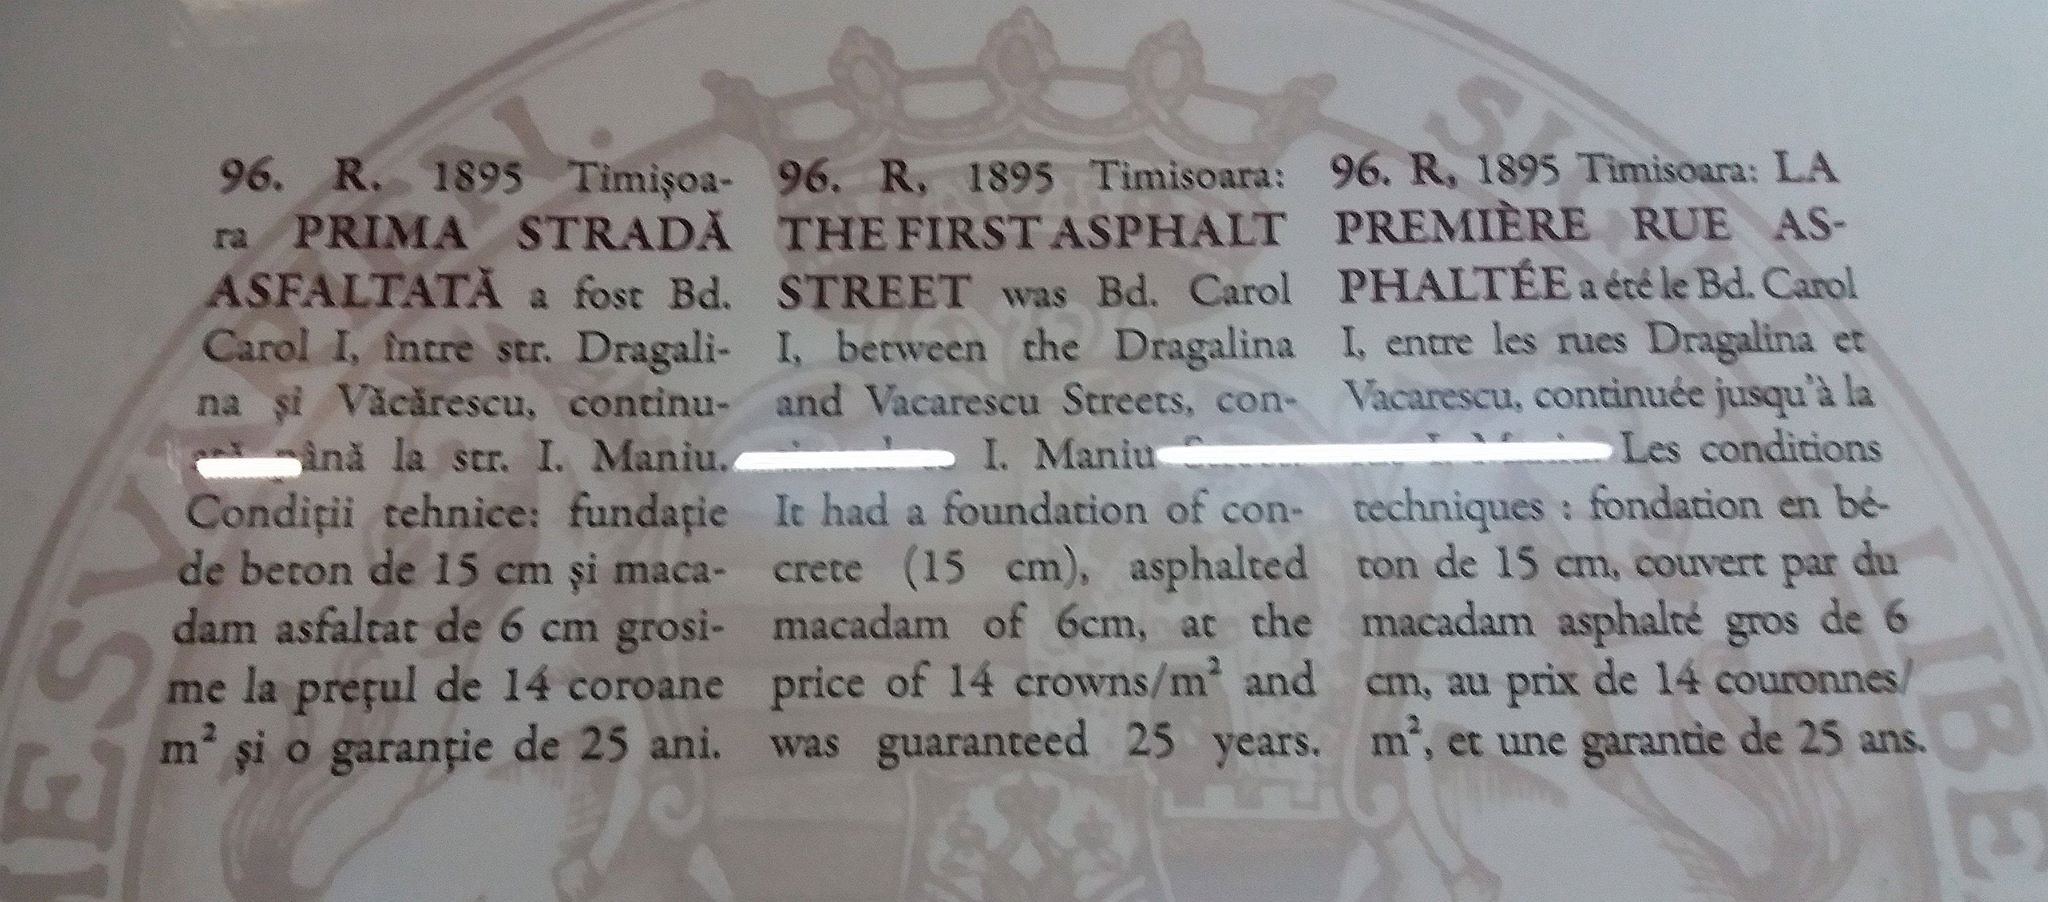 96. R. 1895 Timişoa-
ra PRIMA STRADĂ
ASFALTATĂ a fost Bd.
Carol I, între str. Dragali-
na şi Văcărescu, continu-
până la str. I. Maniu.
Condiţii tehnice: fundaţie
de beton de 15 cm şi maca-
dam asfaltat de 6 cm grosi-
me la preţul de 14 coroane
m² şi o garanţie de 25 ani.
96. R. 1895 Timisoara:
THE FIRST ASPHALT
STREET was Bd. Carol
I, between the Dragalina
and Vacarescu Streets, con-
I. Maniu
It had a foundation of con-
crete (15 cm), asphalted
macadam of 6cm, at the
price of 14 crowns/m² and
was guaranteed 25 years.
96. R, 1895 Timisoara: LA
PREMIÈRE RUE AS-
PHALTÉE a été le Bd. Carol
I, entre les rues Dragalina et
Vacarescu, continuée jusqu'à la
Les conditions
techniques : fondation en bé-
ton de 15 cm, couvert par du
macadam asphalté gros de 6
cm, au prix de 14 couronnes/
m², et une garantie de 25 ans.